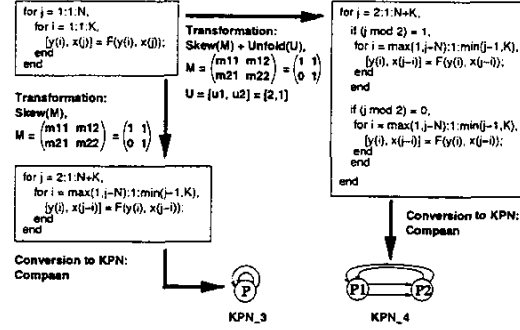 for j = 1:1:N,
for i = 1:1:K,
[y(i), x(j)] = F(y(i), x(j));
end
end
Transformation:
Skew(M) + Unfold(U),
M = (m11 m12 m21 m22) = (1 1 0 1)
U = [u1, u2] = [2,1]
Transformation:
Skew(M),
M = (m11 m12 m21 m22) = (1 1 0 1)
for j = 2:1:N+K,
for i = max(1,j-N):1:min(j-1,K),
[y(i), x(j-i)] = F(y(i), x(j-i));
end
end
Conversion to KPN:
Compaan
P
KPN_3
for j = 2:1:N+K,
if (j mod 2) = 1,
for i = max(1,j-N):1:min(j-1,K),
[y(i), x(j-i)] = F(y(i), x(j-i));
end
end
if (j mod 2) = 0,
for i = max(1,j-N):1:min(j-1,K),
[y(i), x(j-i)] = F(y(i), x(j-i));
end
end
end
Conversion to KPN:
Compaan
P1 P2
KPN_4